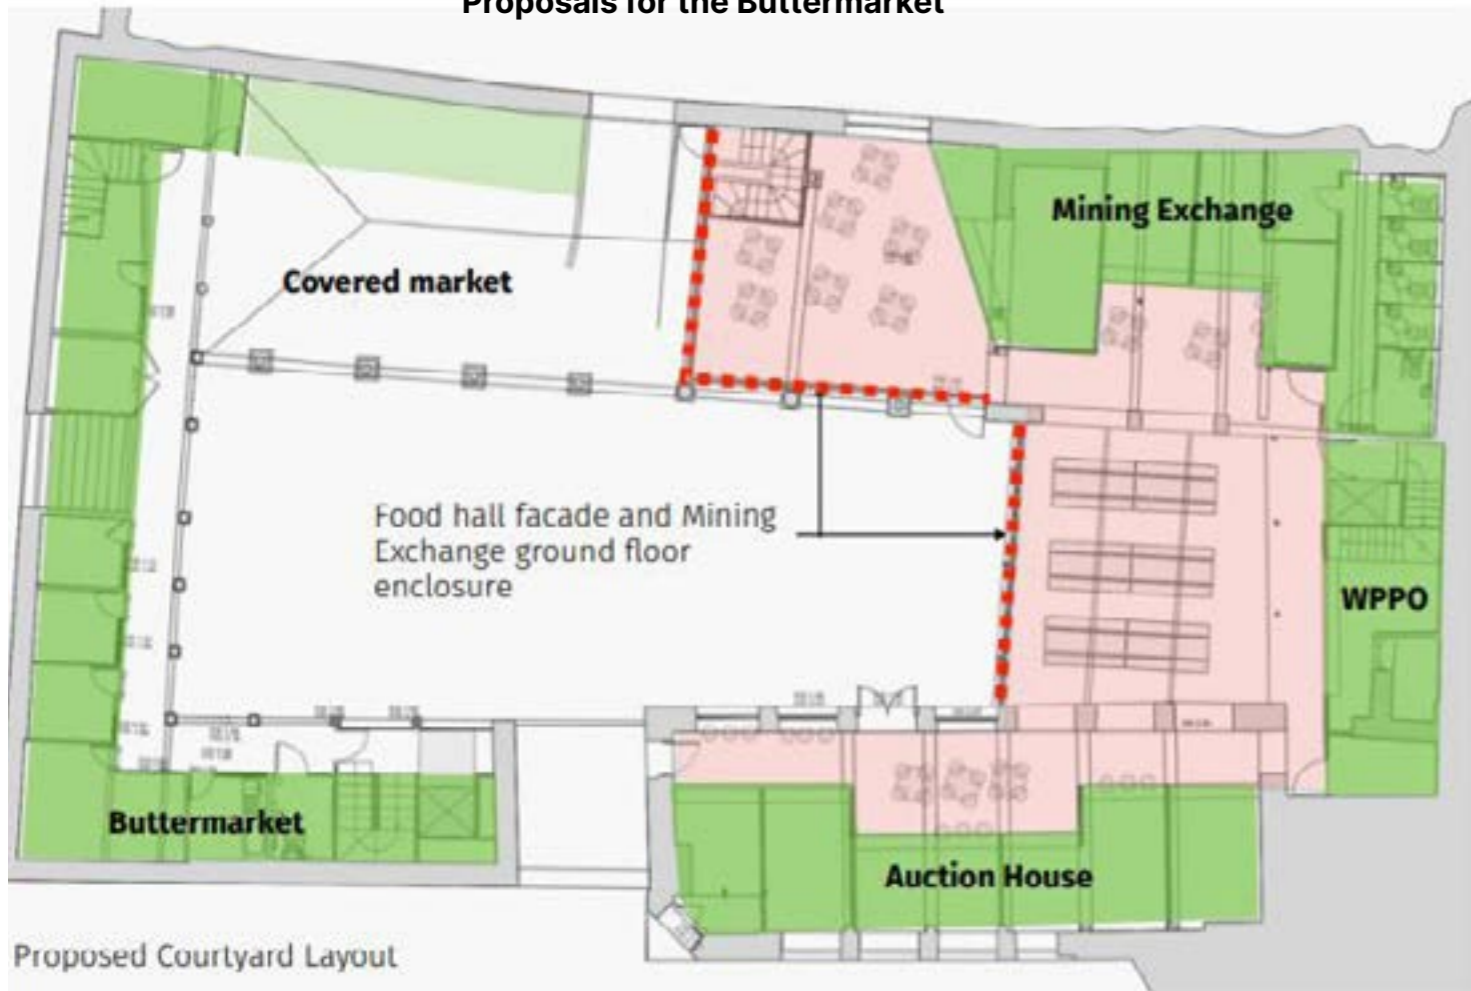 Proposals for the Buttermarket
Mining Exchange
Covered market
Food hall facade and Mining
Exchange ground floor
enclosure
WPPO
Buttermarket
Auction House
Proposed Courtyard Layout